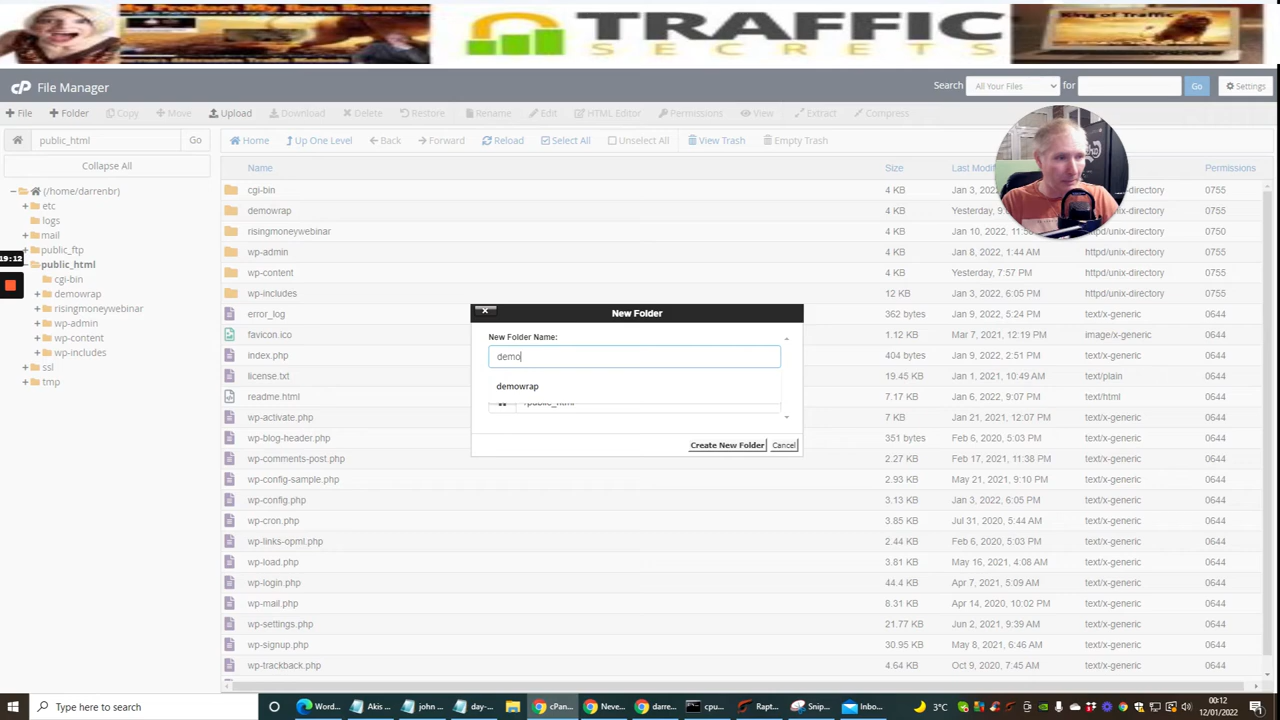 TRAFFIC
SECRETS
cP File Manager
Search All Your Files for Go Settings
+ File + Folder Copy + Move Upload Download Delete Restore Rename Edit HTML Editor Permissions View Extract Compress
public_html Go Home Up One Level Back Forward Reload Select All Unselect All View Trash Empty Trash
Collapse All
(/home/darrenbr)
etc
logs
mail
public_ftp
public_html
cgi-bin
demowrap
risingmoneywebinar
wp-admin
wp-content
wp-includes
ssl
tmp
19:12
Name Size Permissions
cgi-bin 4 KB 0755
demowrap 4 KB 0755
risingmoneywebinar 4 KB 0750
wp-admin 4 KB Jan 8, 2022, 1:44 AM httpd/unix-directory 0755
wp-content 4 KB Yesterday, 7:57 PM httpd/unix-directory 0755
wp-includes 12 KB Jan 3, 2022, 6:05 PM httpd/unix-directory 0755
error_log 362 bytes Mar 7, 2021, 12:07 PM text/x-generic 0644
favicon.ico 1.12 KB Mar 7, 2021, 12:19 PM image/x-generic 0644
index.php 404 bytes Jan 9, 2022, 2:51 PM text/x-generic 0644
license.txt 19.45 KB Jan 1, 2021, 10:49 AM text/plain 0644
readme.html 7.17 KB Jan 6, 2022, 9:07 PM text/html 0644
wp-activate.php 7 KB Jan 21, 2021, 12:07 PM text/x-generic 0644
wp-blog-header.php 351 bytes Feb 6, 2020, 5:03 PM text/x-generic 0644
wp-comments-post.php 2.27 KB Feb 17, 2021, 11:38 PM text/x-generic 0644
wp-config-sample.php 2.93 KB May 21, 2021, 9:10 PM text/x-generic 0644
wp-config.php 3.13 KB Jan 3, 2022, 6:05 PM text/x-generic 0644
wp-cron.php 3.85 KB Jul 31, 2020, 5:44 AM text/x-generic 0644
wp-links-opml.php 2.44 KB Feb 6, 2020, 5:03 PM text/x-generic 0644
wp-load.php 3.81 KB May 16, 2021, 4:08 AM text/x-generic 0644
wp-login.php 44.4 KB Apr 7, 2021, 5:09 AM text/x-generic 0644
wp-mail.php 8.31 KB Apr 14, 2020, 10:02 PM text/x-generic 0644
wp-settings.php 21.77 KB Jun 2, 2021, 9:39 AM text/x-generic 0644
wp-signup.php 30.95 KB May 8, 2021, 6:46 AM text/x-generic 0644
wp-trackback.php 4.64 KB Oct 9, 2020, 7:45 AM text/x-generic 0644
New Folder
New Folder Name:
demo
demowrap
Create New Folder Cancel
Type here to search
Word... Akis ... john ... day-... cPan... Neve... darre... cpu... Rapt... Snip... Inbo... 3°C
00:12
12/01/2022